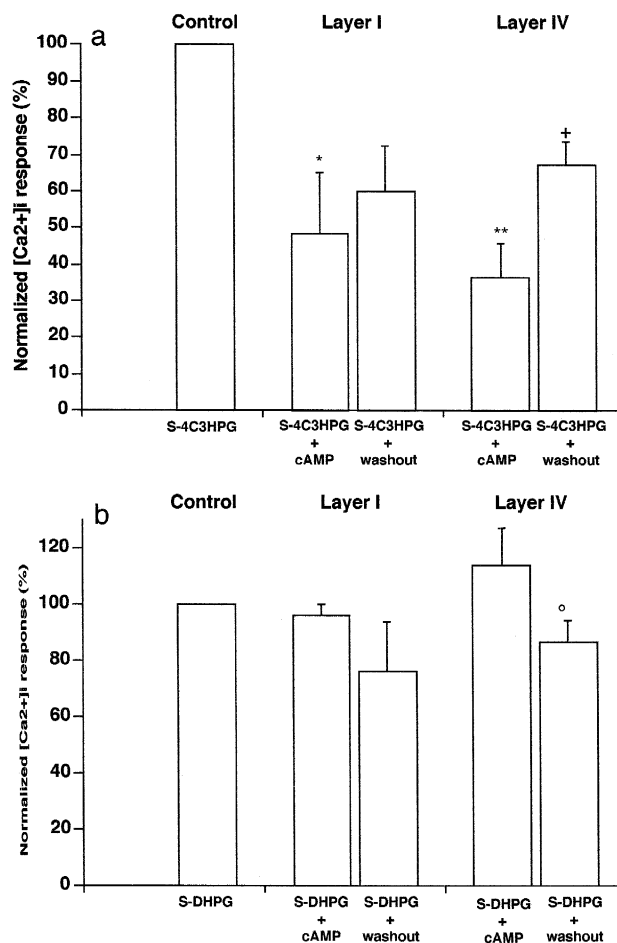 a
Control Layer I Layer IV
Normalized [Ca2+]i response (%)
100
90
80
70
60
50
40
30
20
10
0
*
**
+
S-4C3HPG S-4C3HPG S-4C3HPG S-4C3HPG S-4C3HPG
+ + + +
cAMP washout cAMP washout
b
Control Layer I Layer IV
Normalized [Ca2+]i response (%)
120
100
80
60
40
20
0
°
S-DHPG S-DHPG S-DHPG S-DHPG S-DHPG
+ + + +
cAMP washout cAMP washout